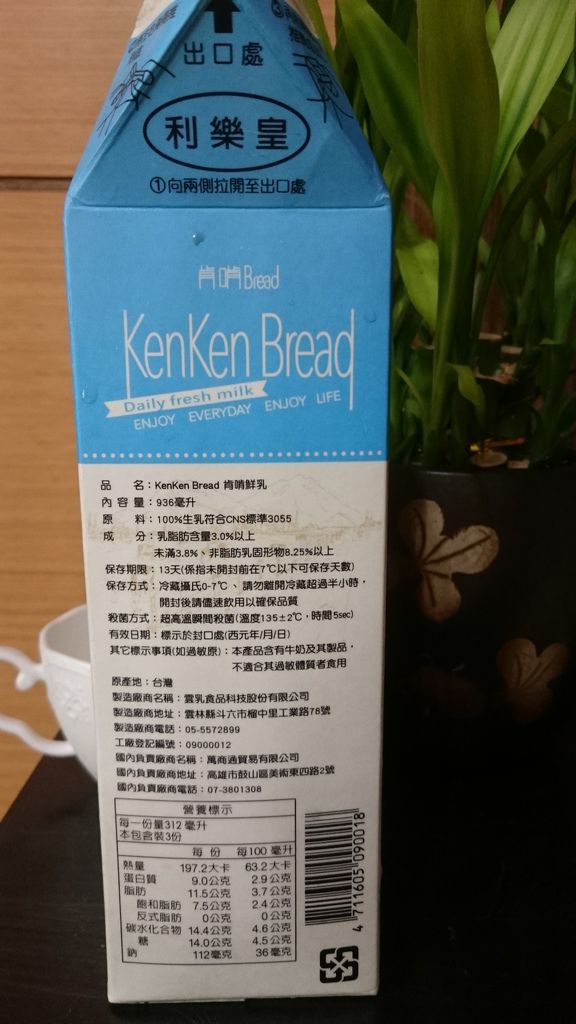 出口處
利樂皇
①向兩側拉開至出口處
肯啃Bread
KenKen Bread
Daily fresh milk
ENJOY EVERYDAY ENJOY LIFE
品 名：KenKen Bread 肯啃鮮乳
內容量：936毫升
原 料：100%生乳符合CNS標準3055
成 分：乳脂肪含量3.0%以上
未滿3.8%、非脂肪乳固形物8.25%以上
保存期限：13天(係指未開封前在7℃以下可保存天數)
保存方式：冷藏攝氏0-7℃、請勿離開冷藏超過半小時，
開封後請儘速飲用以確保品質
殺菌方式：超高溫瞬間殺菌(溫度135±2℃，時間5sec)
有效日期：標示於封口處(西元年/月/日)
其它標示事項(如過敏原)：本產品含有牛奶及其製品，
不適合其過敏體質者食用
原產地：台灣
製造廠商名稱：雲乳食品科技股份有限公司
製造廠商地址：雲林縣斗六市榴中里工業路78號
製造廠商電話：05-5572899
工廠登記編號：09000012
國內負責廠商名稱：萬商通貿易有限公司
國內負責廠商地址：高雄市鼓山區美術東四路2號
國內負責廠商電話：07-3801308
營養標示
每一份量312毫升
本包含裝3份
每 份 每100毫升
熱量 197.2大卡 63.2大卡
蛋白質 9.0公克 2.9公克
脂肪 11.5公克 3.7公克
飽和脂肪 7.5公克 2.4公克
反式脂肪 0公克 0公克
碳水化合物 14.4公克 4.6公克
糖 14.0公克 4.5公克
鈉 112毫克 36毫克
4 711605 090018